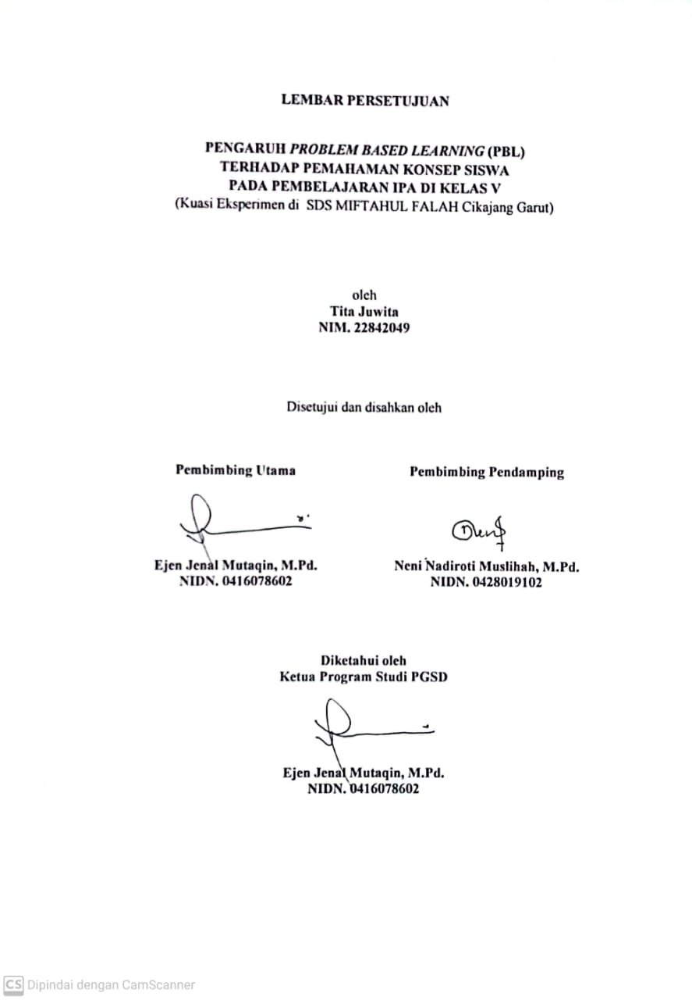 LEMBAR PERSETUJUAN
PENGARUH PROBLEM BASED LEARNING (PBL)
TERHADAP PEMAHAMAN KONSEP SISWA
PADA PEMBELAJARAN IPA DI KELAS V
(Kuasi Eksperimen di SDS MIFTAHUL FALAH Cikajang Garut)
oleh
Tita Juwita
NIM. 22842049
Disetujui dan disahkan oleh
Pembimbing Utama
Pembimbing Pendamping
Ejen Jenal Mutaqin, M.Pd.
NIDN. 0416078602
Neni Nadiroti Muslihah, M.Pd.
NIDN. 0428019102
Diketahui oleh
Ketua Program Studi PGSD
Ejen Jenal Mutaqin, M.Pd.
NIDN. 0416078602
CS Dipindai dengan CamScanner